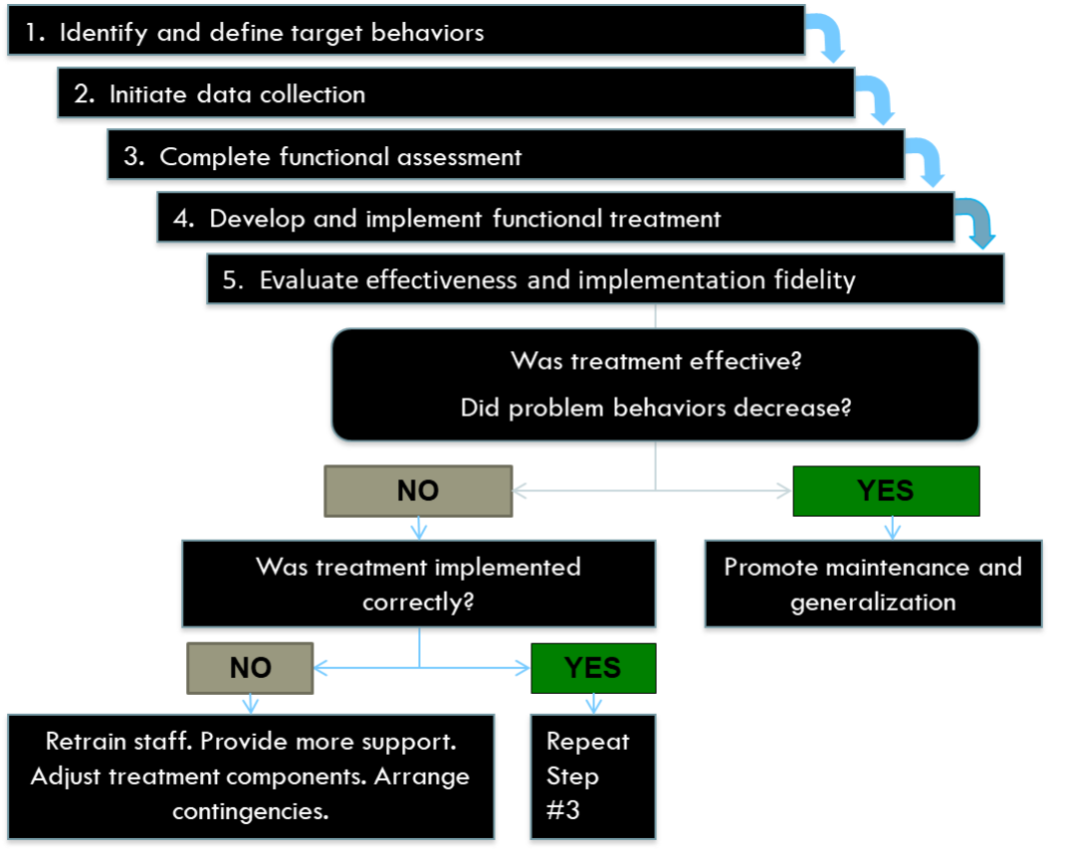 1. Identify and define target behaviors
2. Initiate data collection
3. Complete functional assessment
4. Develop and implement functional treatment
5. Evaluate effectiveness and implementation fidelity
Was treatment effective?
Did problem behaviors decrease?
NO
YES
Was treatment implemented
correctly?
Promote maintenance and
generalization
NO
YES
Retrain staff. Provide more support.
Adjust treatment components. Arrange
contingencies.
Repeat
Step
#3